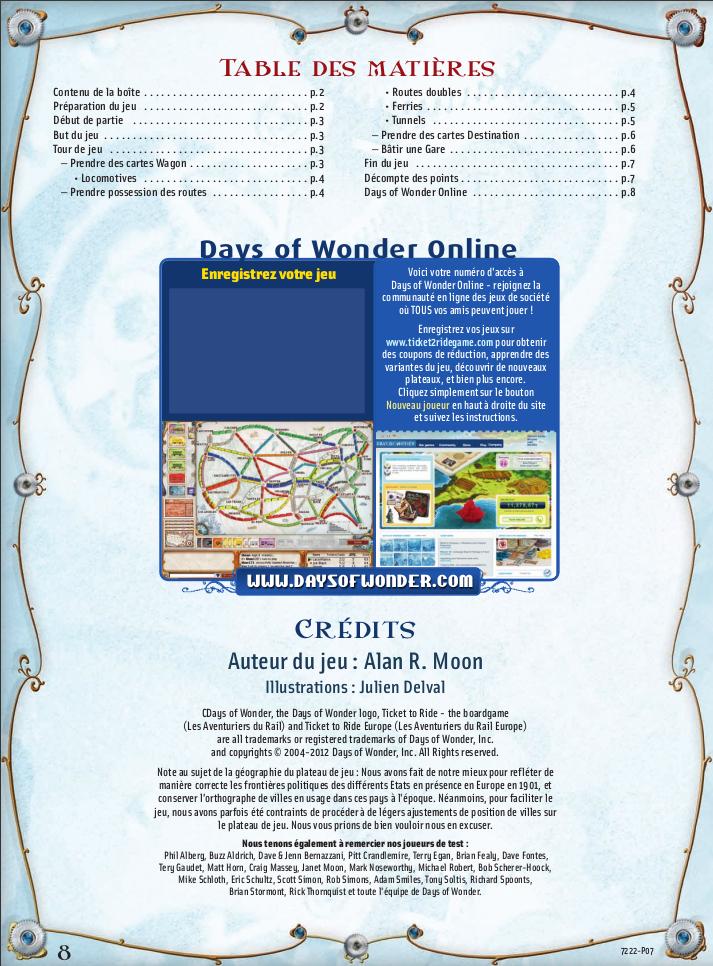 Table des matières
Contenu de la boîte . . . . . . . . . . . . . . . . . . . . . . . . . . . . p.2
Préparation du jeu . . . . . . . . . . . . . . . . . . . . . . . . . . . . p.2
Début de partie . . . . . . . . . . . . . . . . . . . . . . . . . . . . . . p.3
But du jeu . . . . . . . . . . . . . . . . . . . . . . . . . . . . . . . . . . . p.3
Tour de jeu . . . . . . . . . . . . . . . . . . . . . . . . . . . . . . . . . . p.3
– Prendre des cartes Wagon . . . . . . . . . . . . . . . . . . . . p.3
• Locomotives . . . . . . . . . . . . . . . . . . . . . . . . . . . . p.4
– Prendre possession des routes . . . . . . . . . . . . . . . . p.4
• Routes doubles . . . . . . . . . . . . . . . . . . . . . . . . . . p.4
• Ferries . . . . . . . . . . . . . . . . . . . . . . . . . . . . . . . . . p.5
• Tunnels . . . . . . . . . . . . . . . . . . . . . . . . . . . . . . . . p.5
– Prendre des cartes Destination . . . . . . . . . . . . . . . . p.6
– Bâtir une Gare . . . . . . . . . . . . . . . . . . . . . . . . . . . . . p.6
Fin du jeu . . . . . . . . . . . . . . . . . . . . . . . . . . . . . . . . . . . p.7
Décompte des points . . . . . . . . . . . . . . . . . . . . . . . . . . . p.7
Days of Wonder Online . . . . . . . . . . . . . . . . . . . . . . . . . p.8
Days of Wonder Online
Enregistrez votre jeu
Voici votre numéro d'accès à
Days of Wonder Online - rejoignez la
communauté en ligne des jeux de société
où TOUS vos amis peuvent jouer !
Enregistrez vos jeux sur
www.ticket2ridegame.com pour obtenir
des coupons de réduction, apprendre des
variantes du jeu, découvrir de nouveaux
plateaux, et bien plus encore.
Cliquez simplement sur le bouton
Nouveau joueur en haut à droite du site
et suivez les instructions.
WWW.DAYSOFWONDER.COM
Crédits
Auteur du jeu : Alan R. Moon
Illustrations : Julien Delval
CDays of Wonder, the Days of Wonder logo, Ticket to Ride - the boardgame
(Les Aventuriers du Rail) and Ticket to Ride Europe (Les Aventuriers du Rail Europe)
are all trademarks or registered trademarks of Days of Wonder, Inc.
and copyrights © 2004-2012 Days of Wonder, Inc. All Rights reserved.
Note au sujet de la géographie du plateau de jeu : Nous avons fait de notre mieux pour refléter de
manière correcte les frontières politiques des différents Etats en présence en Europe en 1901, et
conserver l'orthographe de villes en usage dans ces pays à l'époque. Néanmoins, pour faciliter le
jeu, nous avons parfois été contraints de procéder à de légers ajustements de position de villes sur
le plateau de jeu. Nous vous prions de bien vouloir nous en excuser.
Nous tenons également à remercier nos joueurs de test :
Phil Alberg, Buzz Aldrich, Dave & Jenn Bernazzani, Pitt Crandlemire, Terry Egan, Brian Fealy, Dave Fontes,
Tery Gaudet, Matt Horn, Craig Massey, Janet Moon, Mark Noseworthy, Michael Robert, Bob Scherer-Hoock,
Mike Schloth, Eric Schultz, Scott Simon, Rob Simons, Adam Smiles, Tony Soltis, Richard Spoonts,
Brian Stormont, Rick Thornquist et toute l'équipe de Days of Wonder.
8
7222-P07